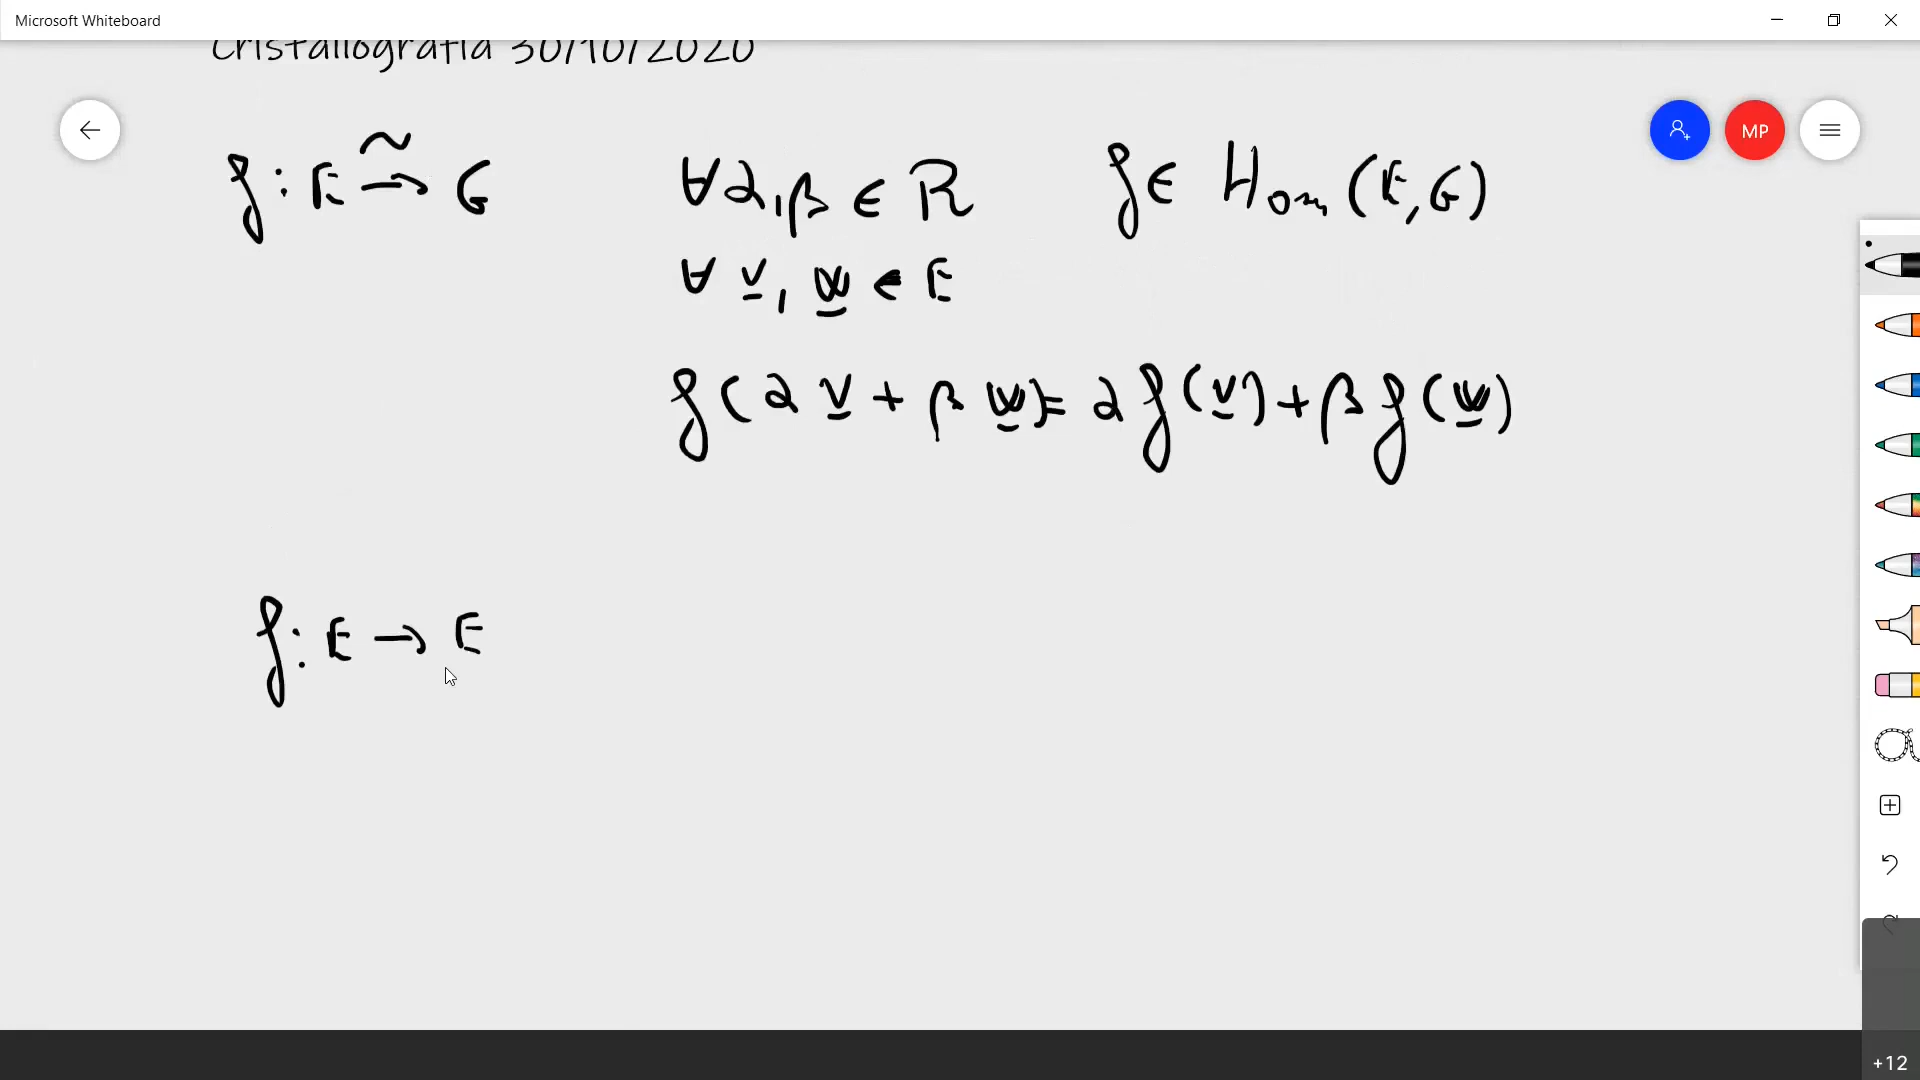 Microsoft Whiteboard
Cristallografia 30/10/2020
f : E ⥲ G ∀ α, β ∈ R f ∈ Hom (E, G)
∀ v, w ∈ E
f ( α v + β w ) = α f ( v ) + β f ( w )
f : E → E
MP
+12